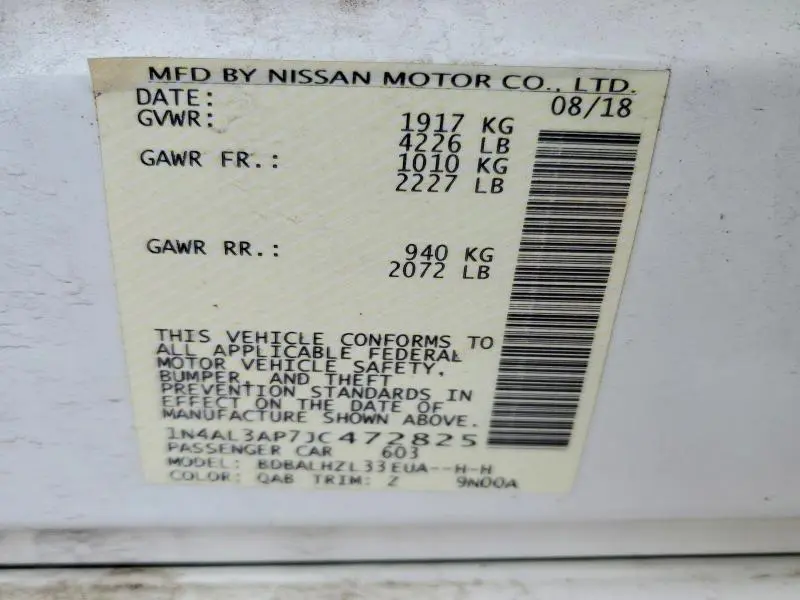 MFD BY NISSAN MOTOR CO., LTD.
DATE: 08/18
GVWR: 1917 KG
4226 LB
GAWR FR.: 1010 KG
2227 LB
GAWR RR.: 940 KG
2072 LB
THIS VEHICLE CONFORMS TO
ALL APPLICABLE FEDERAL
MOTOR VEHICLE SAFETY,
BUMPER, AND THEFT
PREVENTION STANDARDS IN
EFFECT ON THE DATE OF
MANUFACTURE SHOWN ABOVE.
1N4AL3AP7JC472825
PASSENGER CAR 603
MODEL: BDBALHZL33EUA--H-H
COLOR: QAB TRIM: Z 9N00A